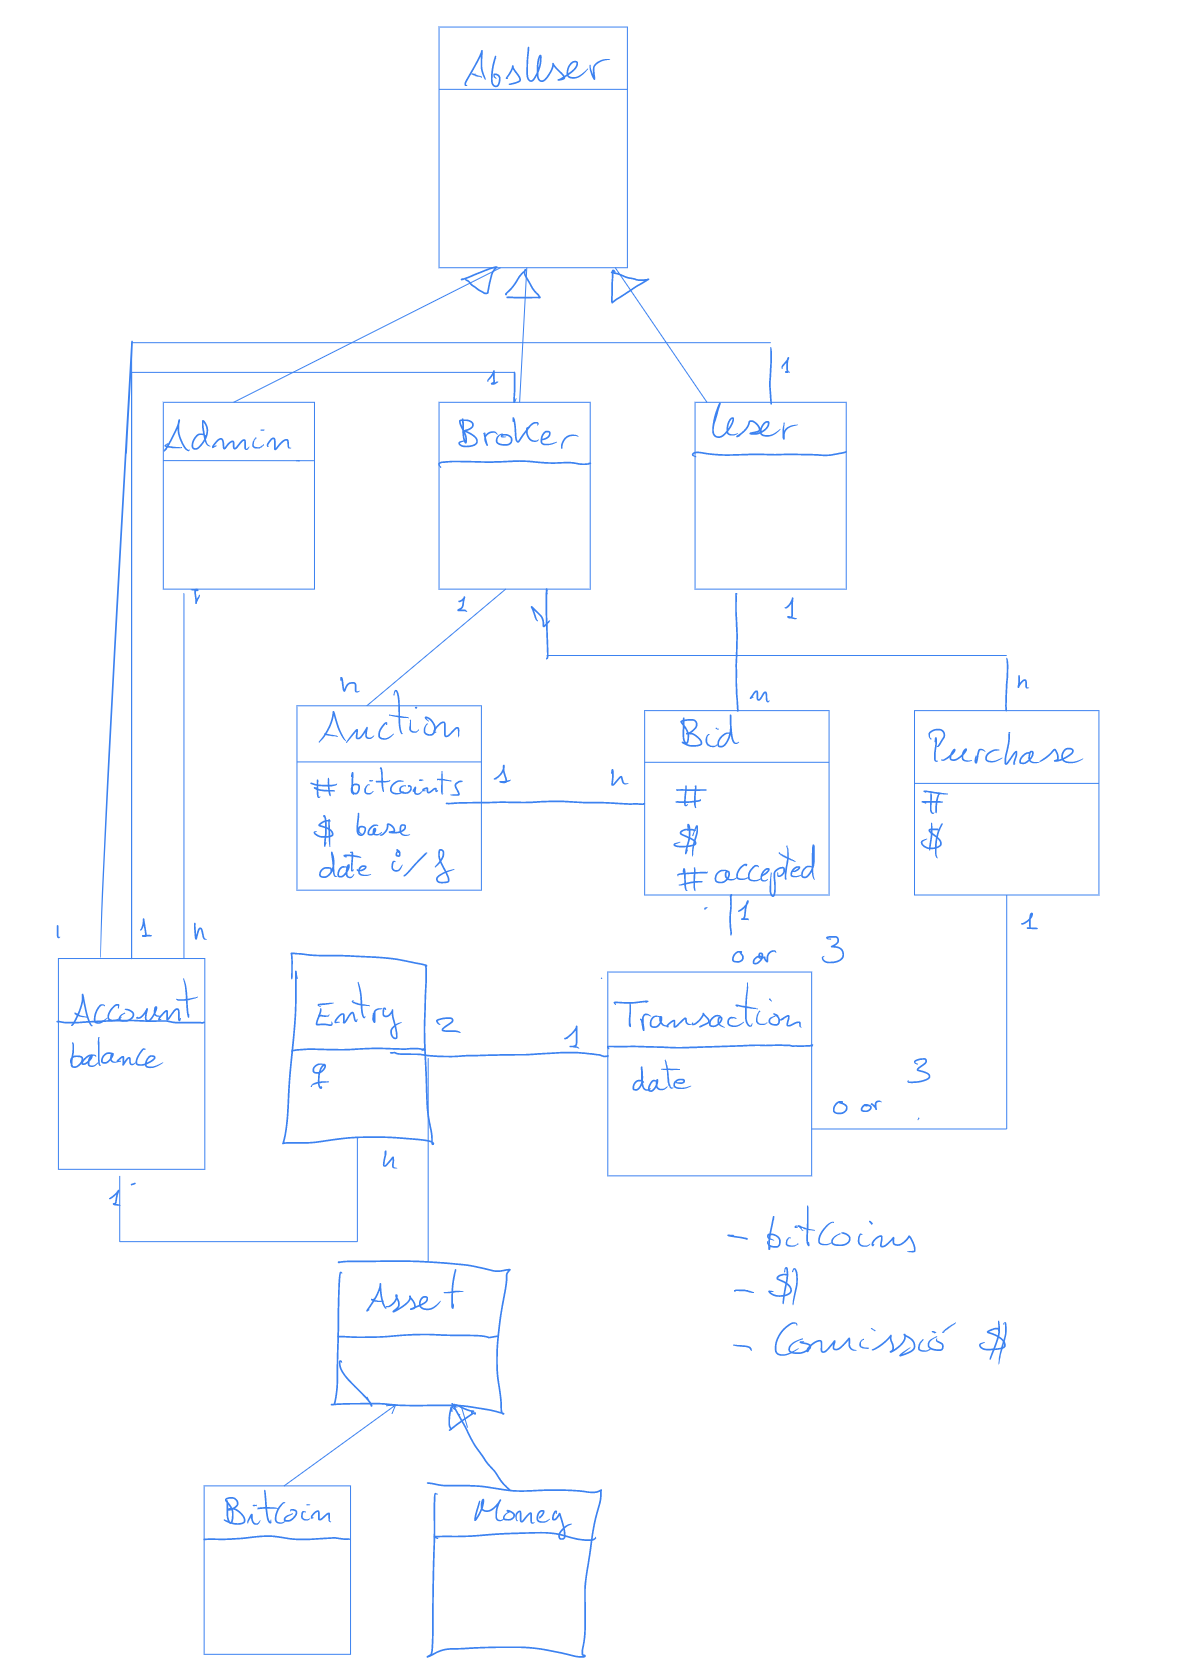 AbsUser
1
1
Admin
Broker
User
1
1
1
n
n
n
Auction
# bitcoints
$ base
date i/f
1
n
Bid
#
$
# accepted
Purchase
#
$
1
1
n
1
0 or 3
1
Account
balance
Entry
q
2
1
Transaction
date
3
0 or
n
1
- bitcoins
- $
- Comissió $
Asset
Bitcoin
Money